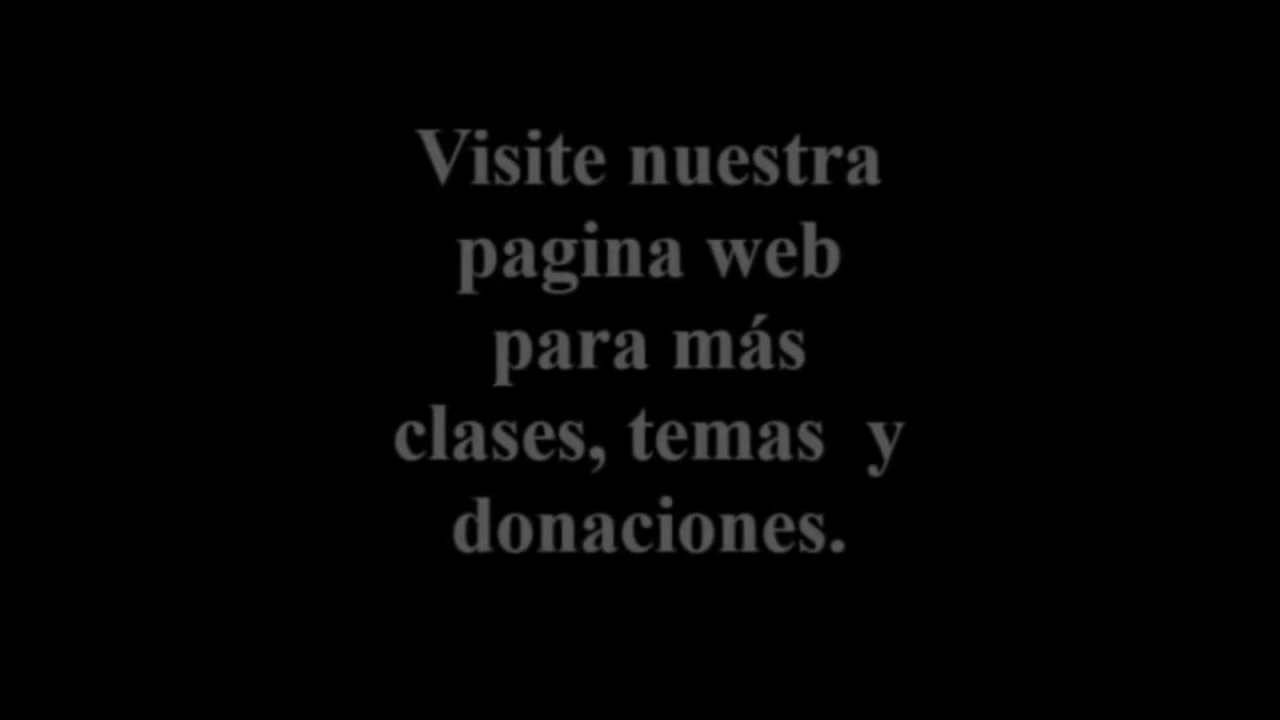 Visite nuestra
pagina web
para más
clases, temas  y
donaciones.